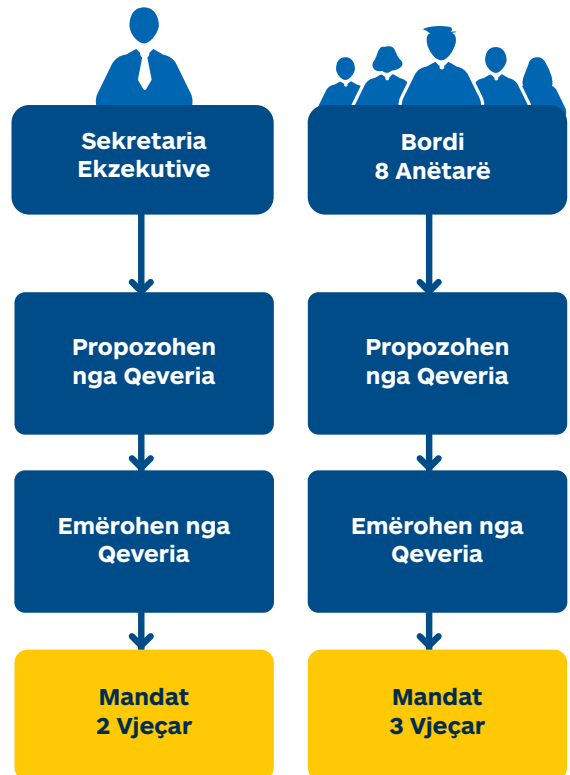 Sekretaria
Ekzekutive
Propozohen
nga Qeveria
Emërohen nga
Qeveria
Mandat
2 Vjeçar
Bordi
8 Anëtarë
Propozohen
nga Qeveria
Emërohen nga
Qeveria
Mandat
3 Vjeçar